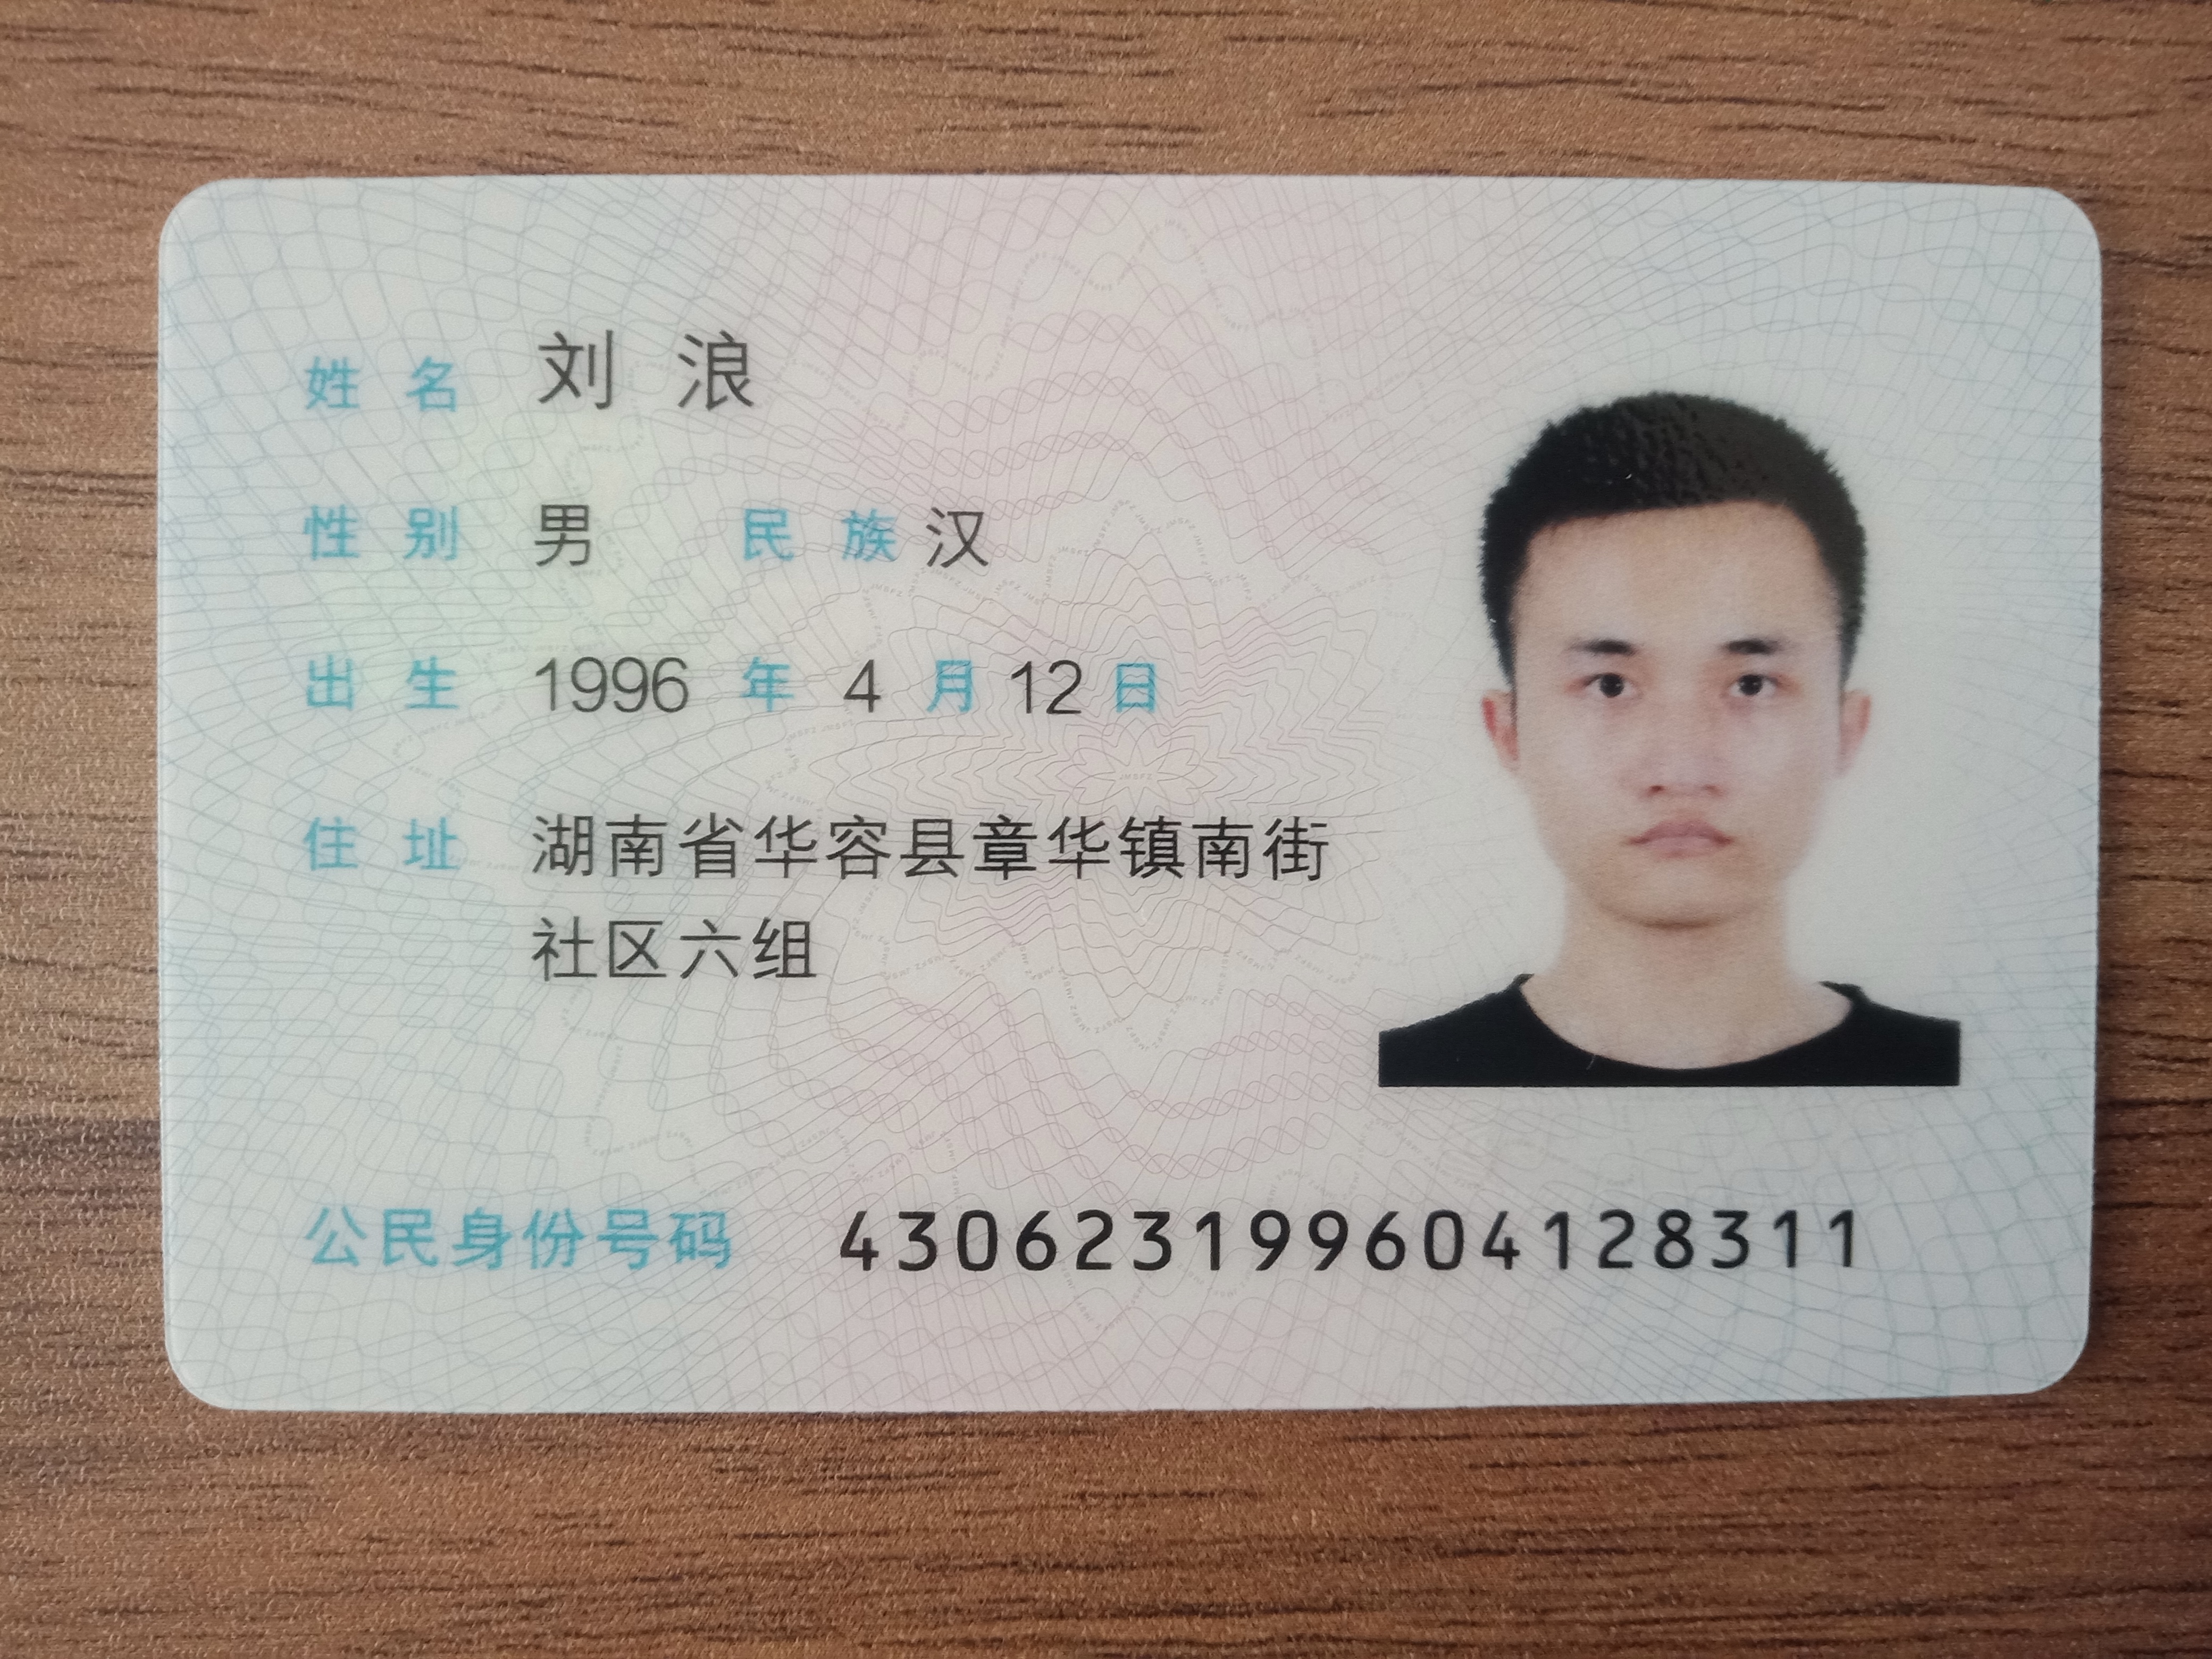 姓名 刘浪
性别 男 民族 汉
出生 1996 年 4 月 12 日
住址 湖南省华容县章华镇南街
社区六组
公民身份号码 430623199604128311